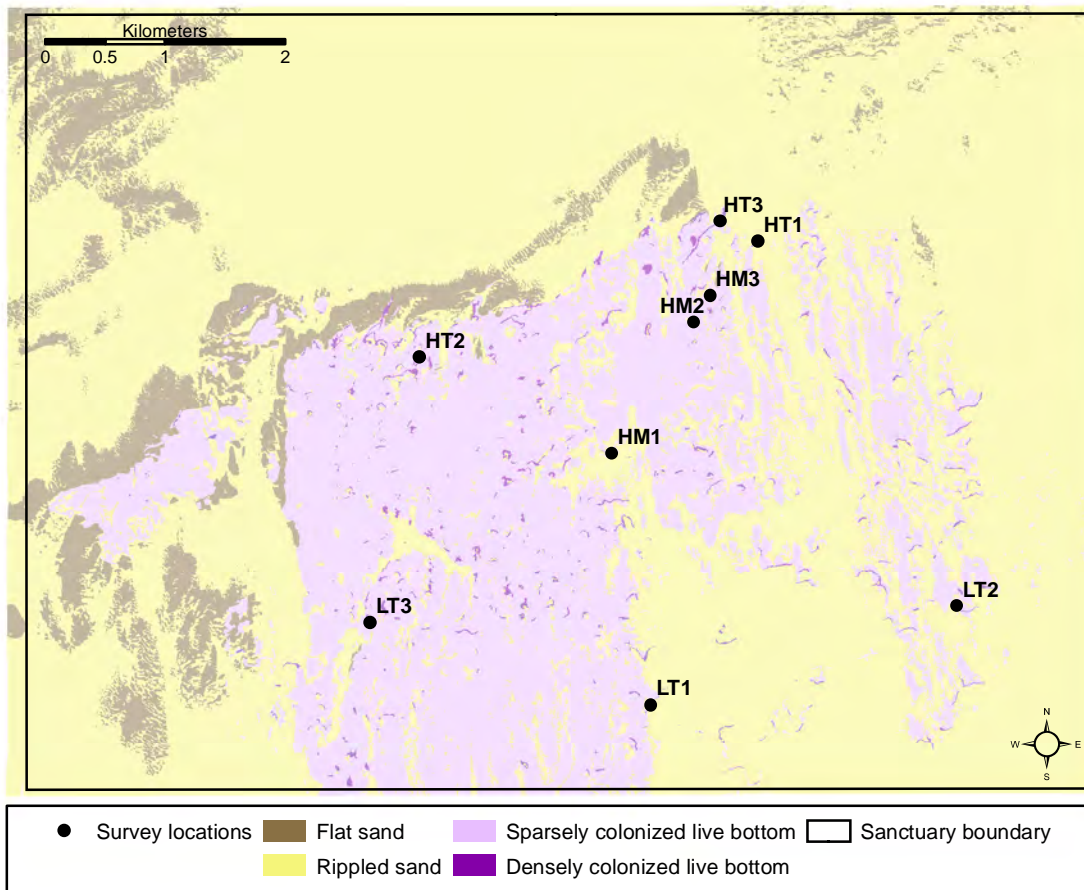 Kilometers
0 0.5 1 2
HT3
HT1
HM3
HM2
HT2
HM1
LT2
LT3
LT1
N
W E
S
Survey locations Flat sand Sparsely colonized live bottom Sanctuary boundary
Rippled sand Densely colonized live bottom